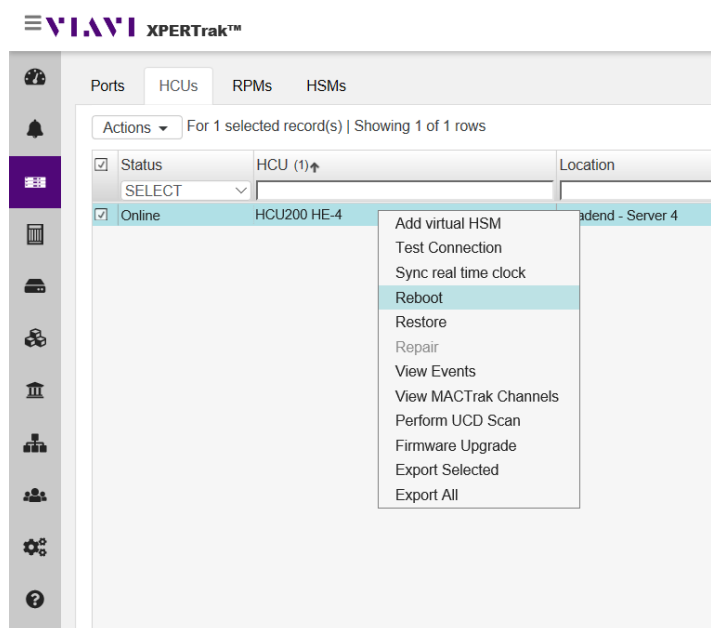 VIAVI XPERTrak™
Ports HCUs RPMs HSMs
Actions For 1 selected record(s) | Showing 1 of 1 rows
Status HCU (1) Location
SELECT
Online HCU200 HE-4 adend - Server 4
Add virtual HSM
Test Connection
Sync real time clock
Reboot
Restore
Repair
View Events
View MACTrak Channels
Perform UCD Scan
Firmware Upgrade
Export Selected
Export All